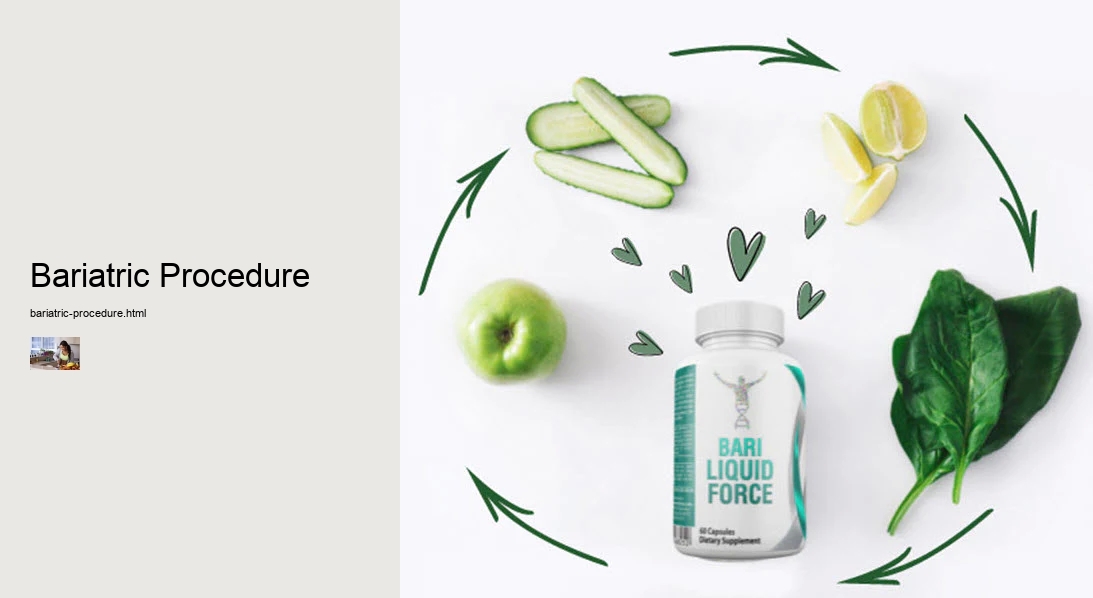 Bariatric Procedure
bariatric-procedure.html
BARI
LIQUID
FORCE
60 Capsules
Dietary Supplement